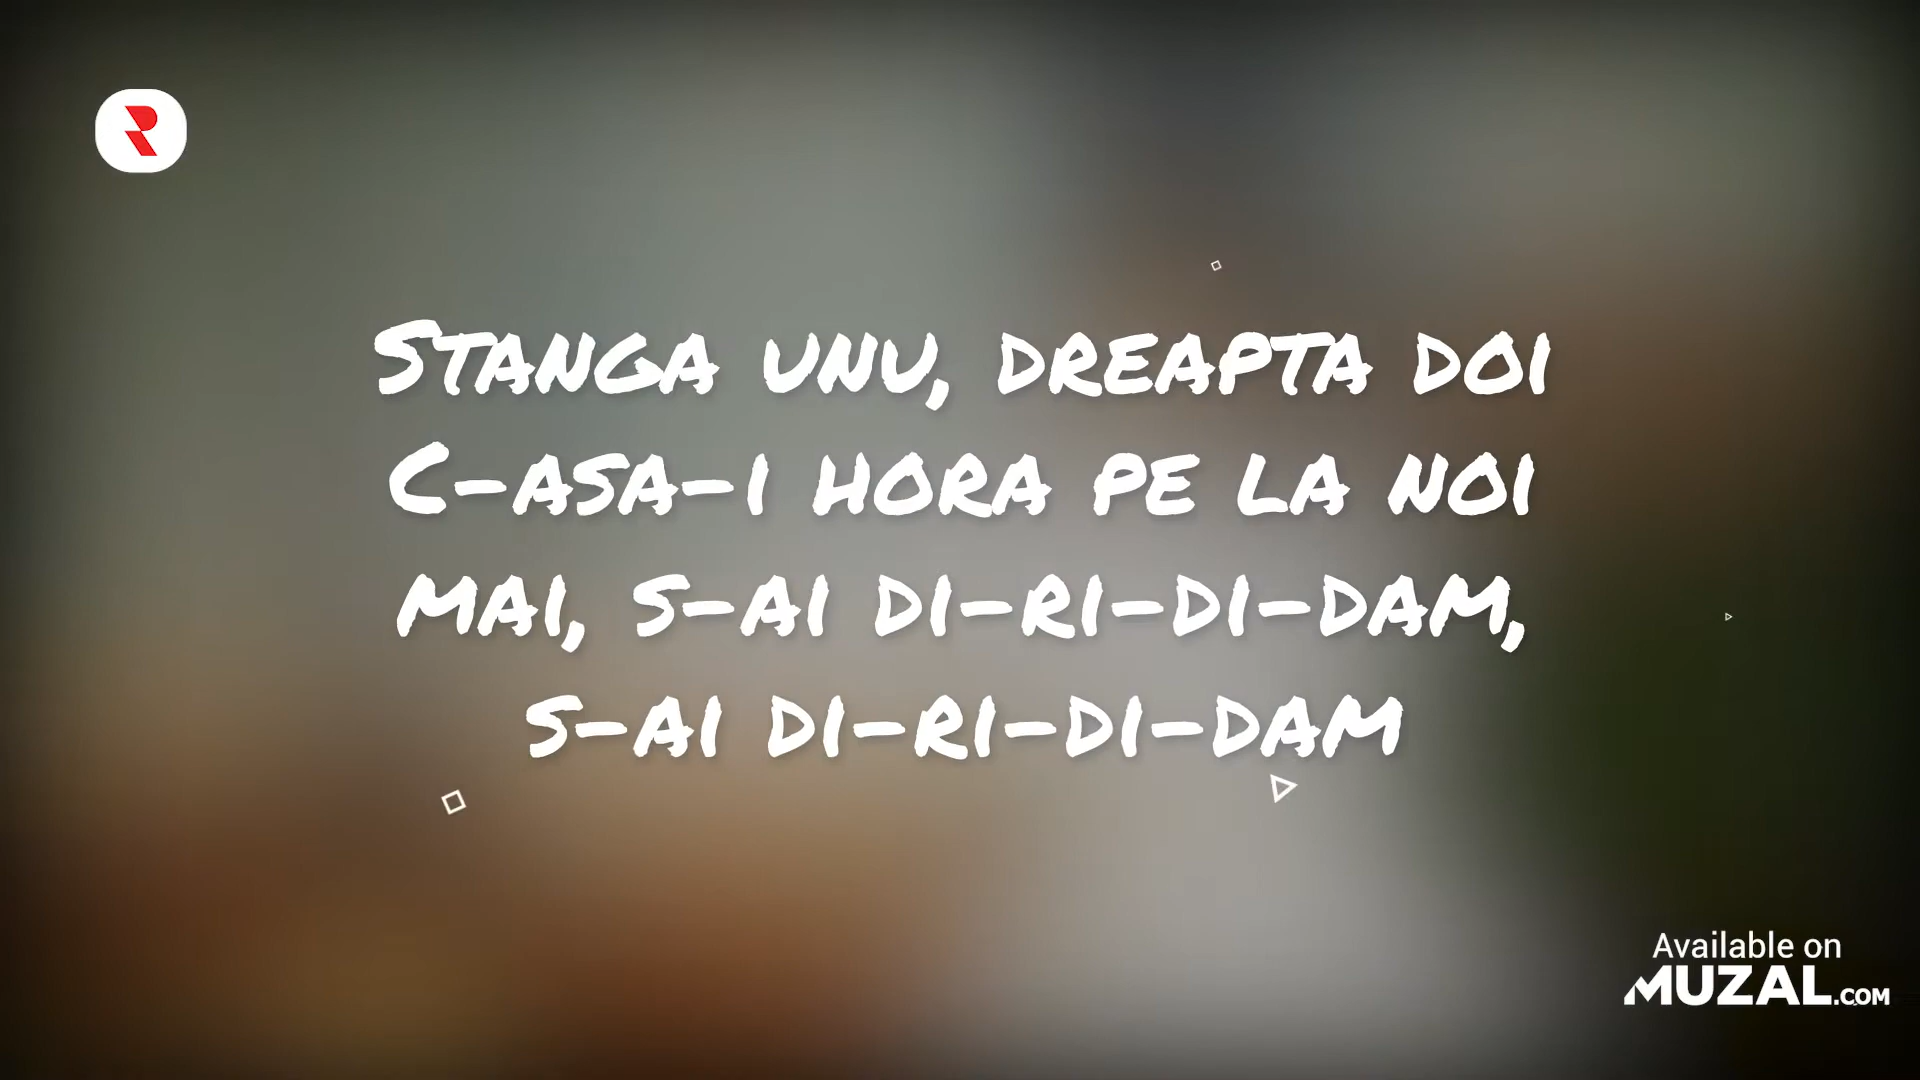 Stanga unu, dreapta doi
C-asa-i hora pe la noi
mai, s-ai di-ri-di-dam,
s-ai di-ri-di-dam
Available on
MUZAL.COM